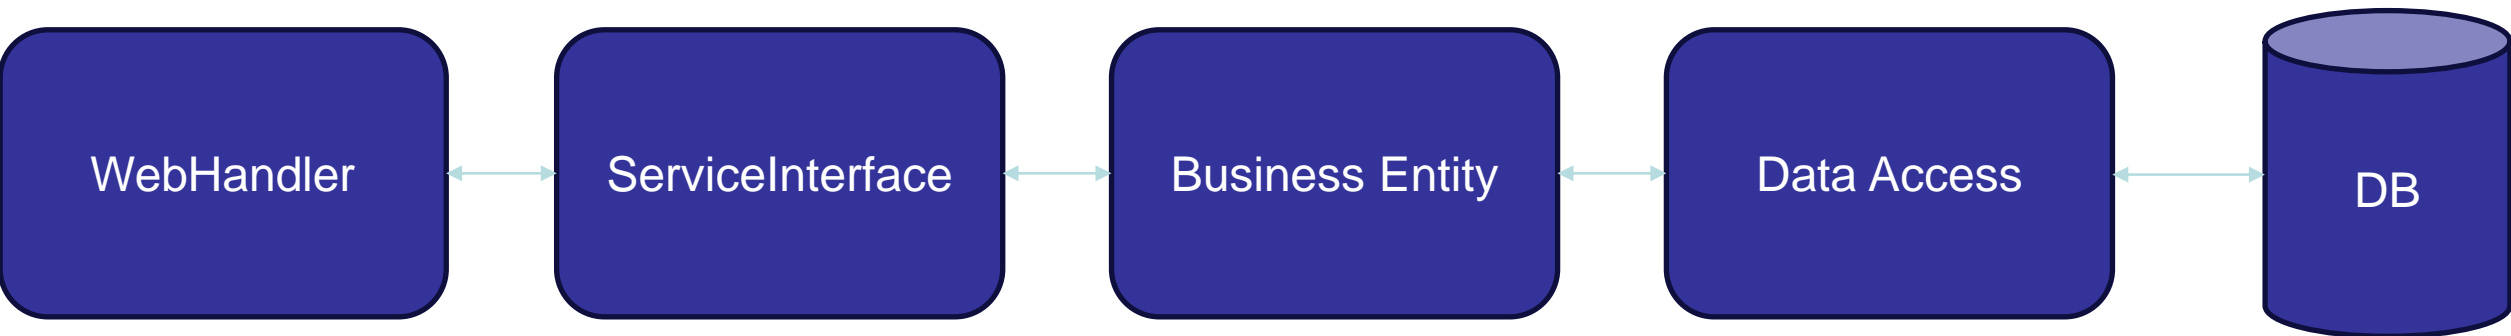 WebHandler
ServiceInterface
Business Entity
Data Access
DB